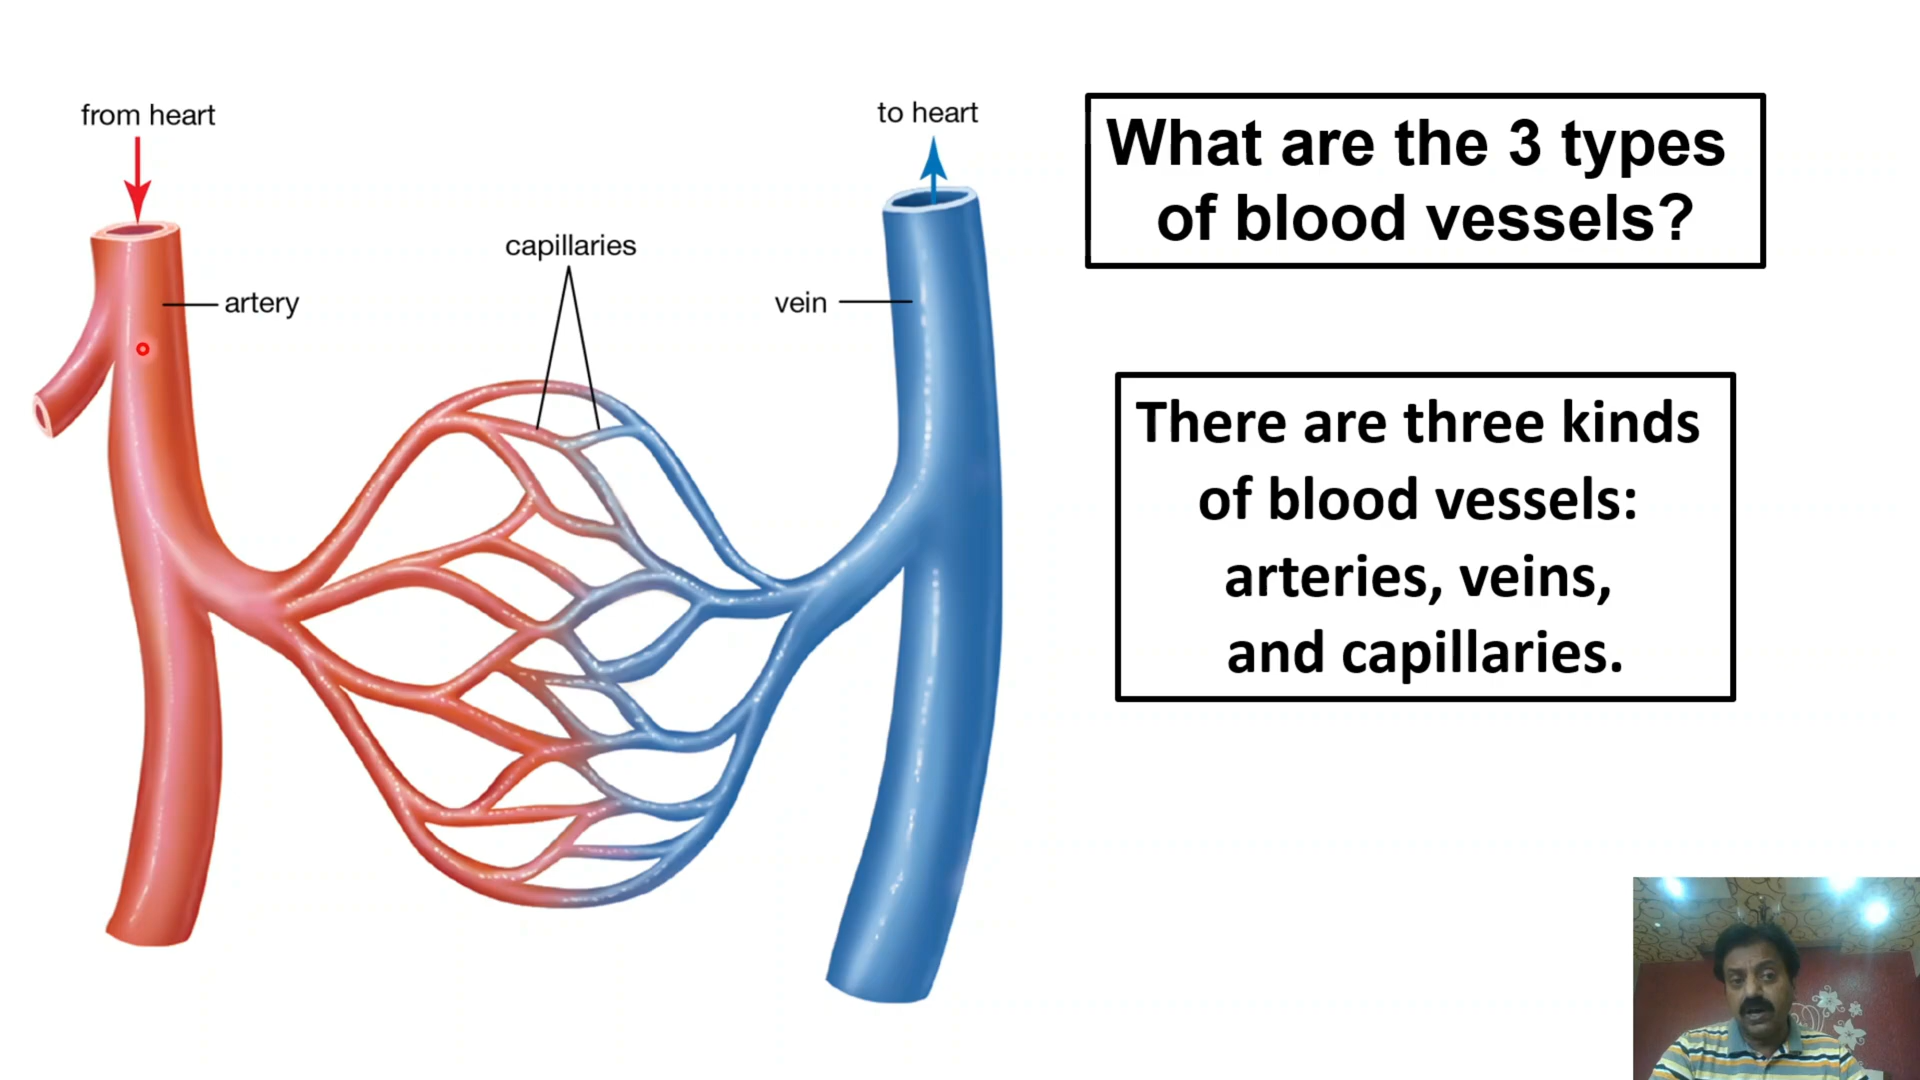 from heart
to heart
capillaries
artery
vein
What are the 3 types
of blood vessels?
There are three kinds
of blood vessels:
arteries, veins,
and capillaries.